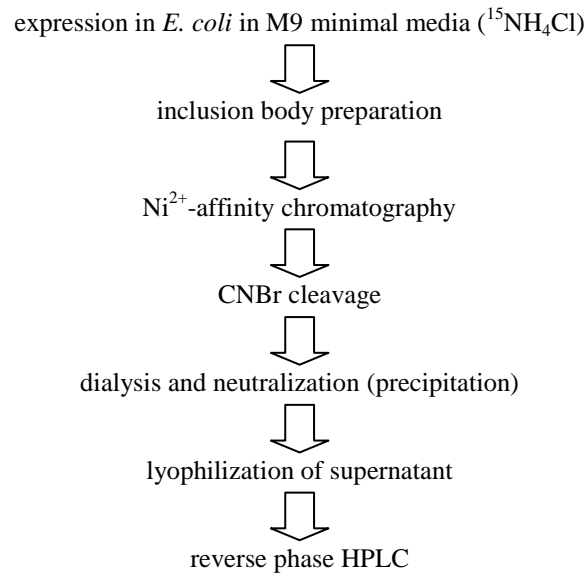 expression in E. coli in M9 minimal media (¹⁵NH₄Cl)
inclusion body preparation
Ni²⁺-affinity chromatography
CNBr cleavage
dialysis and neutralization (precipitation)
lyophilization of supernatant
reverse phase HPLC